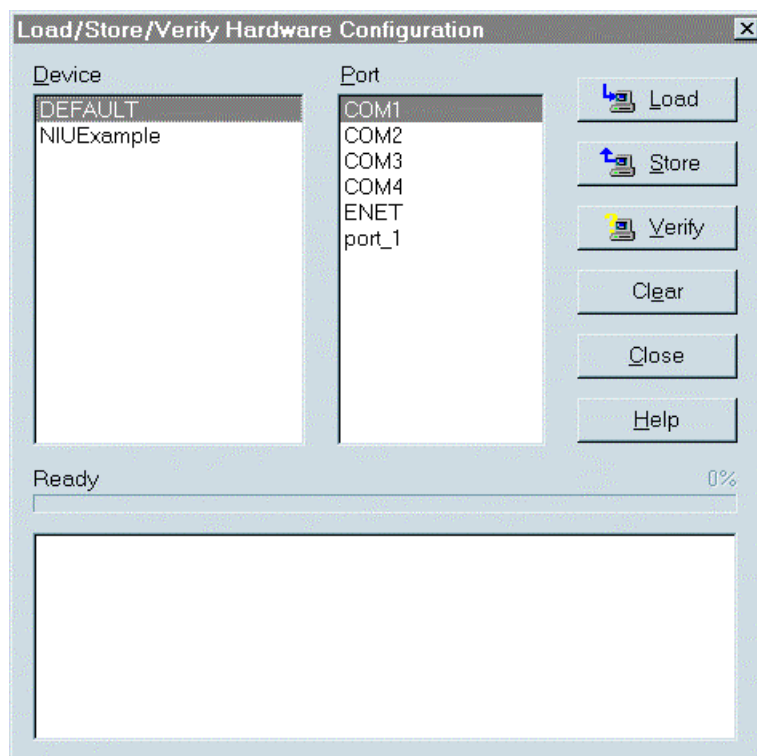 Load/Store/Verify Hardware Configuration
Device
DEFAULT
NIUExample
Port
COM1
COM2
COM3
COM4
ENET
port_1
Load
Store
Verify
Clear
Close
Help
Ready
0%